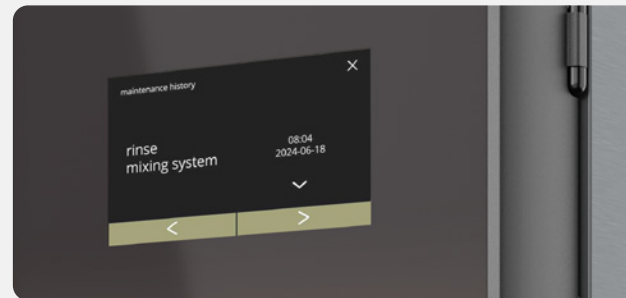 maintenance history
rinse
mixing system
08:04
2024-06-18